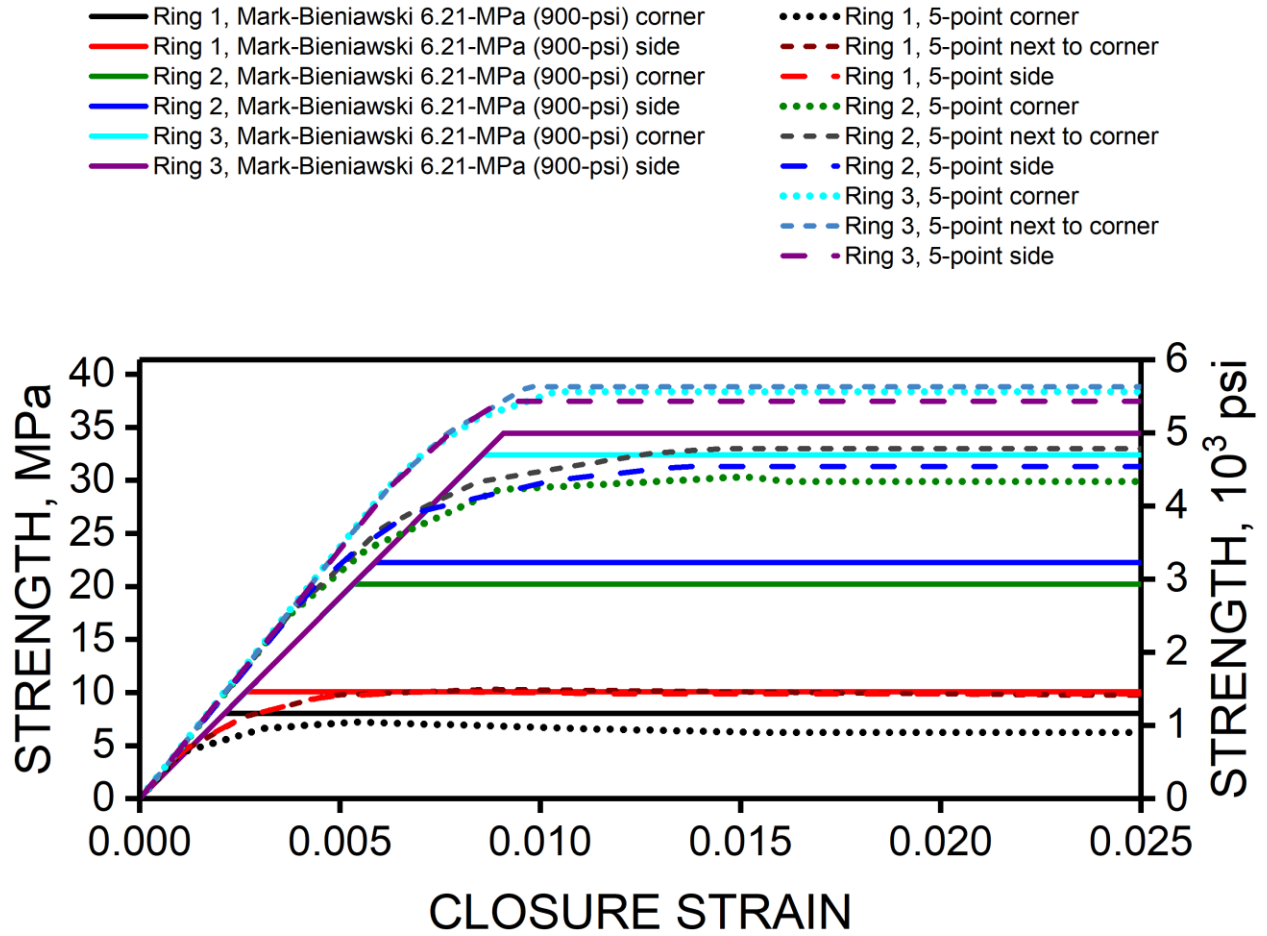 Ring 1, Mark-Bieniawski 6.21-MPa (900-psi) corner
Ring 1, Mark-Bieniawski 6.21-MPa (900-psi) side
Ring 2, Mark-Bieniawski 6.21-MPa (900-psi) corner
Ring 2, Mark-Bieniawski 6.21-MPa (900-psi) side
Ring 3, Mark-Bieniawski 6.21-MPa (900-psi) corner
Ring 3, Mark-Bieniawski 6.21-MPa (900-psi) side
Ring 1, 5-point corner
Ring 1, 5-point next to corner
Ring 1, 5-point side
Ring 2, 5-point corner
Ring 2, 5-point next to corner
Ring 2, 5-point side
Ring 3, 5-point corner
Ring 3, 5-point next to corner
Ring 3, 5-point side
STRENGTH, MPa
40
35
30
25
20
15
10
5
0
6
5
4
3
2
1
0
STRENGTH, 10³ psi
0.000 0.005 0.010 0.015 0.020 0.025
CLOSURE STRAIN